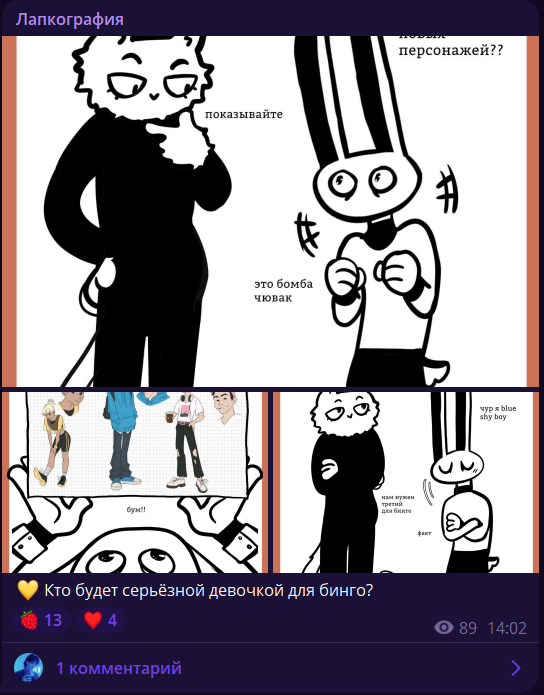 Лапкография
новых
персонажей??
показывайте
это бомба
чювак
бум!!
чур я blue
shy boy
нам нужен
третий
для бинго
факт
💛 Кто будет серьёзной девочкой для бинго?
🍓 13 ❤️ 4
89 14:02
1 комментарий